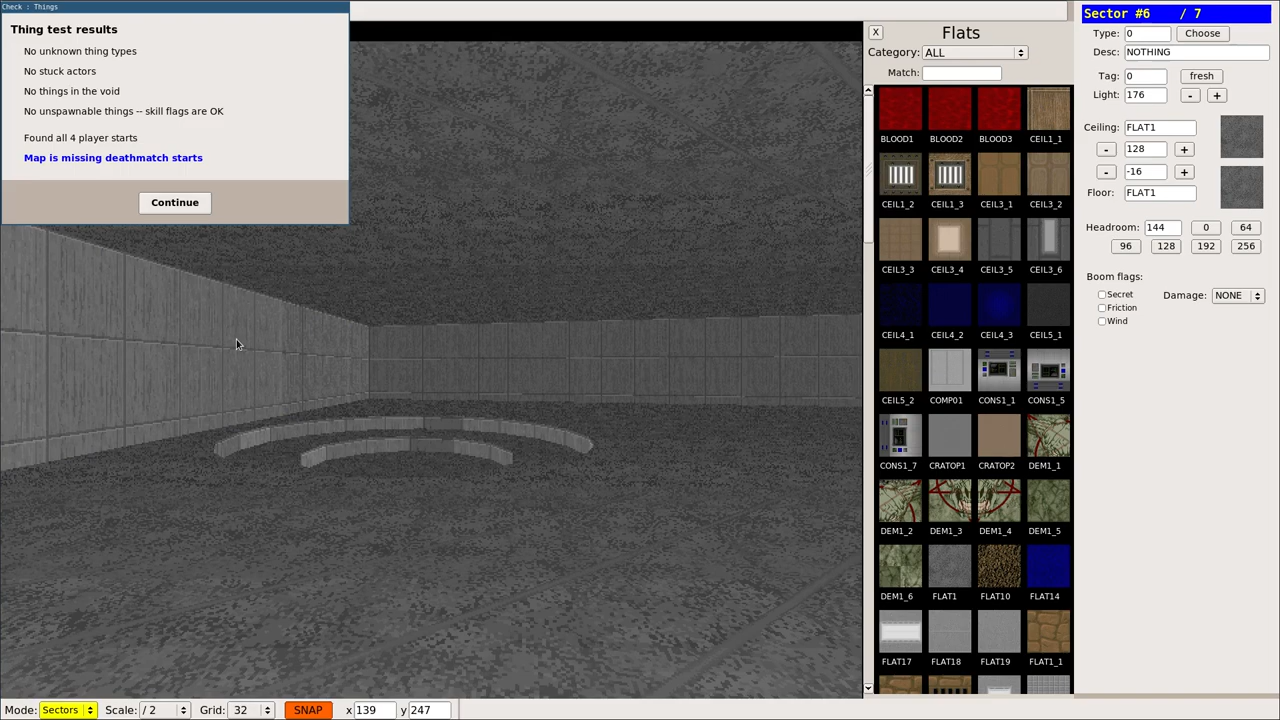 Check : Things
Thing test results
No unknown thing types
No stuck actors
No things in the void
No unspawnable things -- skill flags are OK
Found all 4 player starts
Map is missing deathmatch starts
Continue
X
Flats
Category: ALL
Match:
BLOOD1 BLOOD2 BLOOD3 CEIL1_1
CEIL1_2 CEIL1_3 CEIL3_1 CEIL3_2
CEIL3_3 CEIL3_4 CEIL3_5 CEIL3_6
CEIL4_1 CEIL4_2 CEIL4_3 CEIL5_1
CEIL5_2 COMP01 CONS1_1 CONS1_5
CONS1_7 CRATOP1 CRATOP2 DEM1_1
DEM1_2 DEM1_3 DEM1_4 DEM1_5
DEM1_6 FLAT1 FLAT10 FLAT14
FLAT17 FLAT18 FLAT19 FLAT1_1
Sector #6 / 7
Type: 0 Choose
Desc: NOTHING
Tag: 0 fresh
Light: 176 - +
Ceiling: FLAT1
- 128 +
- -16 +
Floor: FLAT1
Headroom: 144 0 64
96 128 192 256
Boom flags:
Secret Damage: NONE
Friction
Wind
Mode: Sectors Scale: / 2 Grid: 32 SNAP x 139 y 247